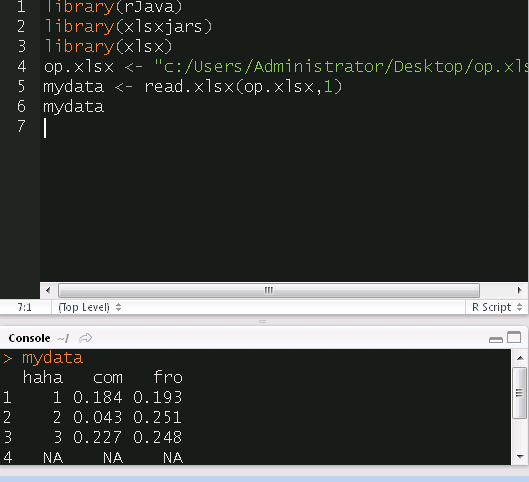 1 library(rJava)
2 library(xlsxjars)
3 library(xlsx)
4 op.xlsx <- "c:/Users/Administrator/Desktop/op.xls
5 mydata <- read.xlsx(op.xlsx,1)
6 mydata
7
7:1 (Top Level) R Script
Console ~/
> mydata
haha com fro
1 1 0.184 0.193
2 2 0.043 0.251
3 3 0.227 0.248
4 NA NA NA